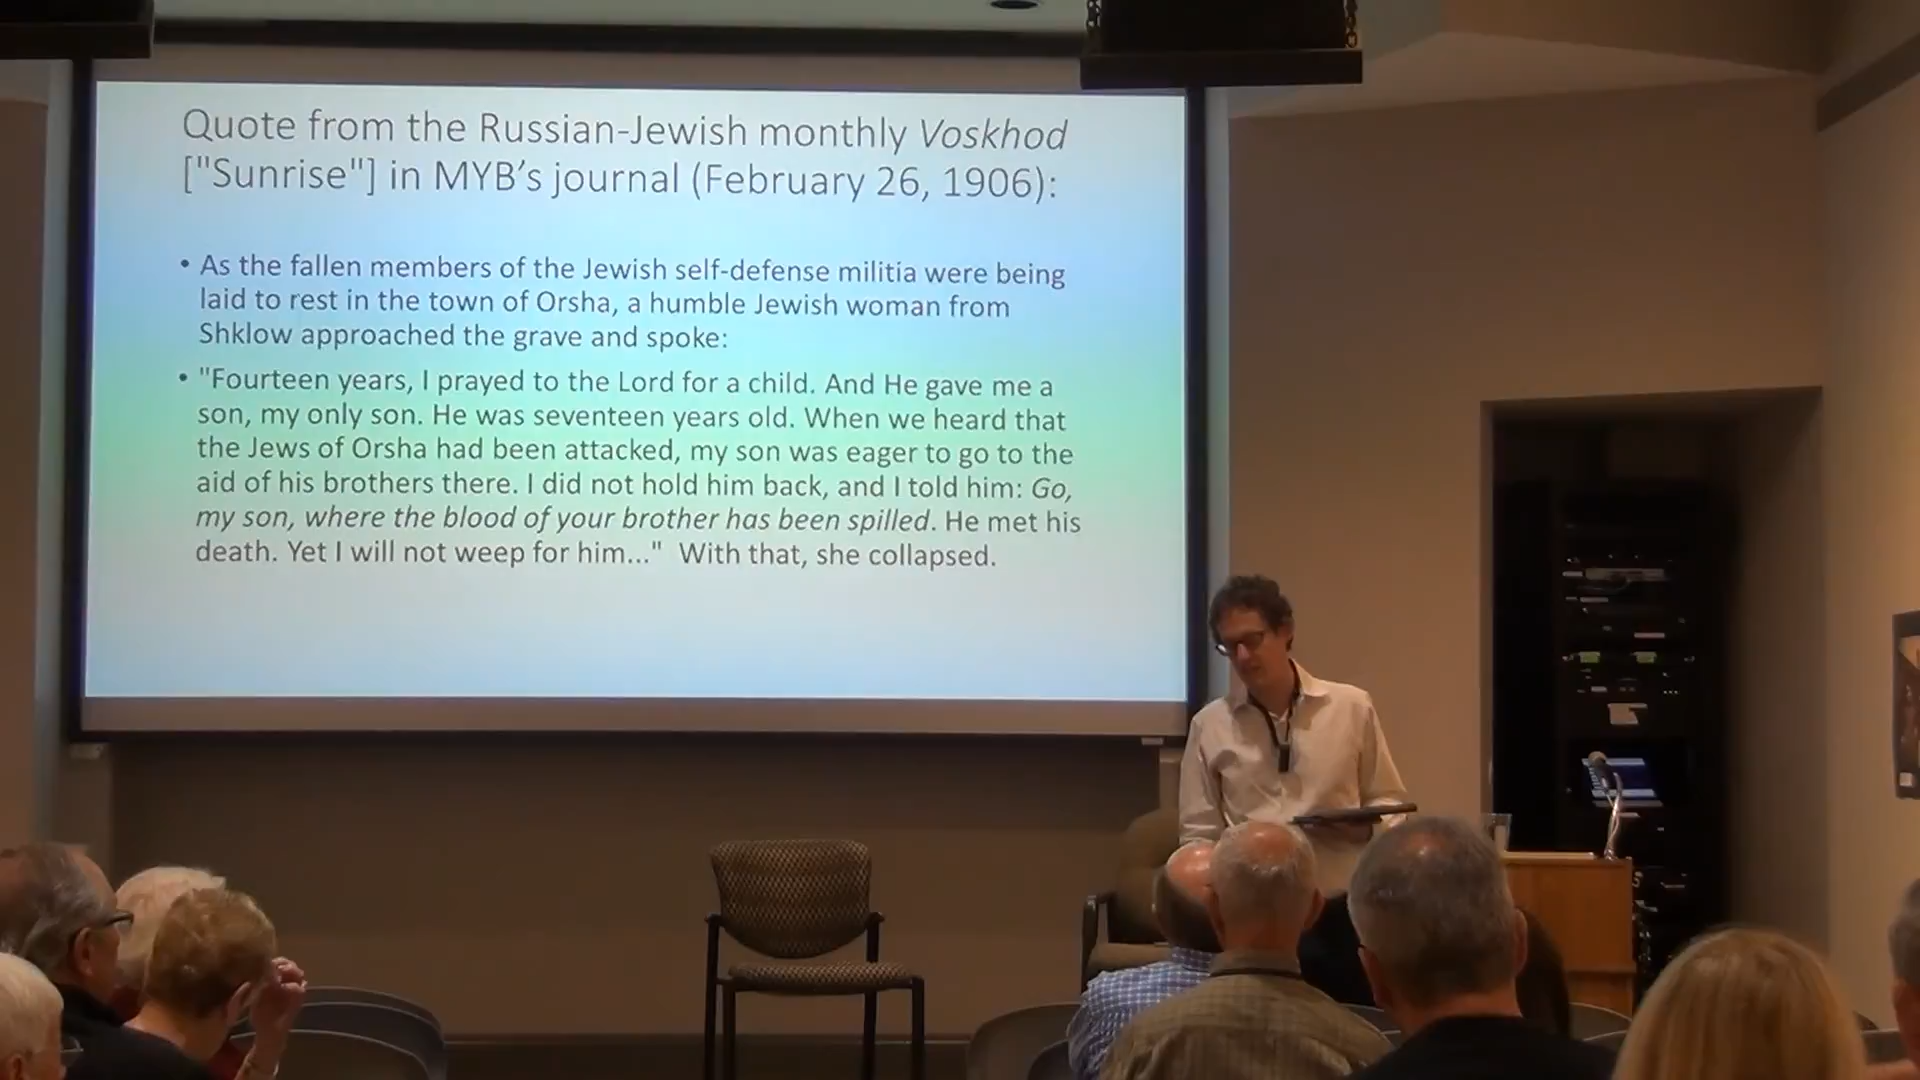 Quote from the Russian-Jewish monthly Voskhod
["Sunrise"] in MYB’s journal (February 26, 1906):
• As the fallen members of the Jewish self-defense militia were being
laid to rest in the town of Orsha, a humble Jewish woman from
Shklow approached the grave and spoke:
• "Fourteen years, I prayed to the Lord for a child. And He gave me a
son, my only son. He was seventeen years old. When we heard that
the Jews of Orsha had been attacked, my son was eager to go to the
aid of his brothers there. I did not hold him back, and I told him: Go,
my son, where the blood of your brother has been spilled. He met his
death. Yet I will not weep for him..." With that, she collapsed.